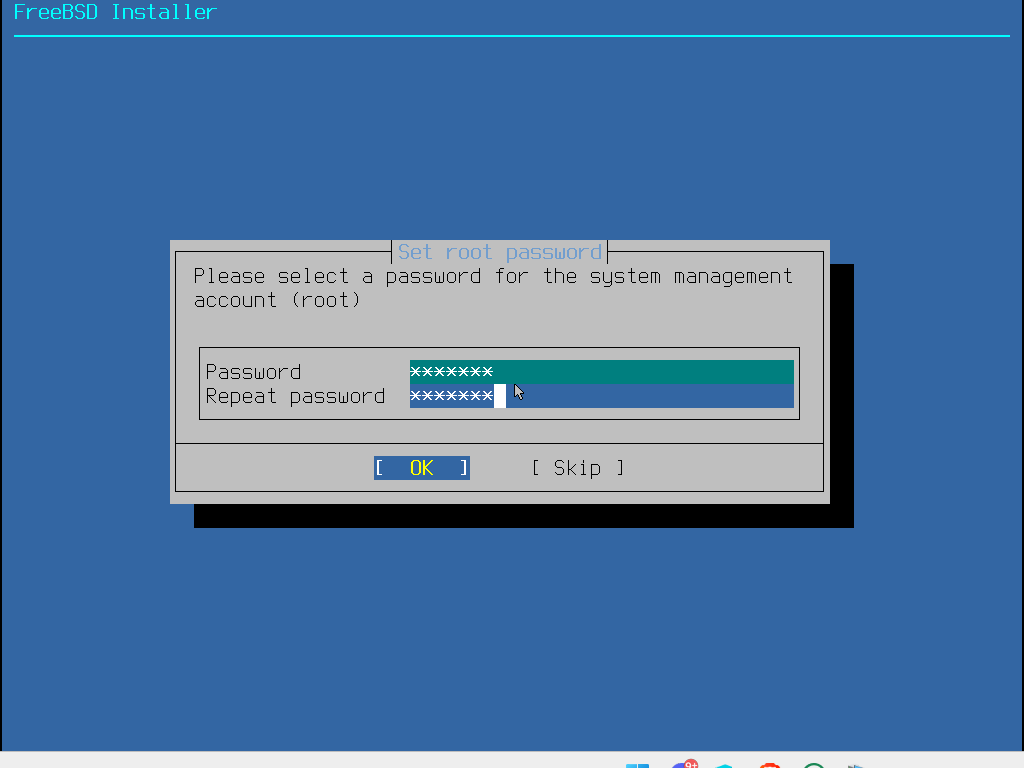 FreeBSD Installer
Set root password
Please select a password for the system management
account (root)
Password *******
Repeat password *******
[ OK ] [ Skip ]
9+